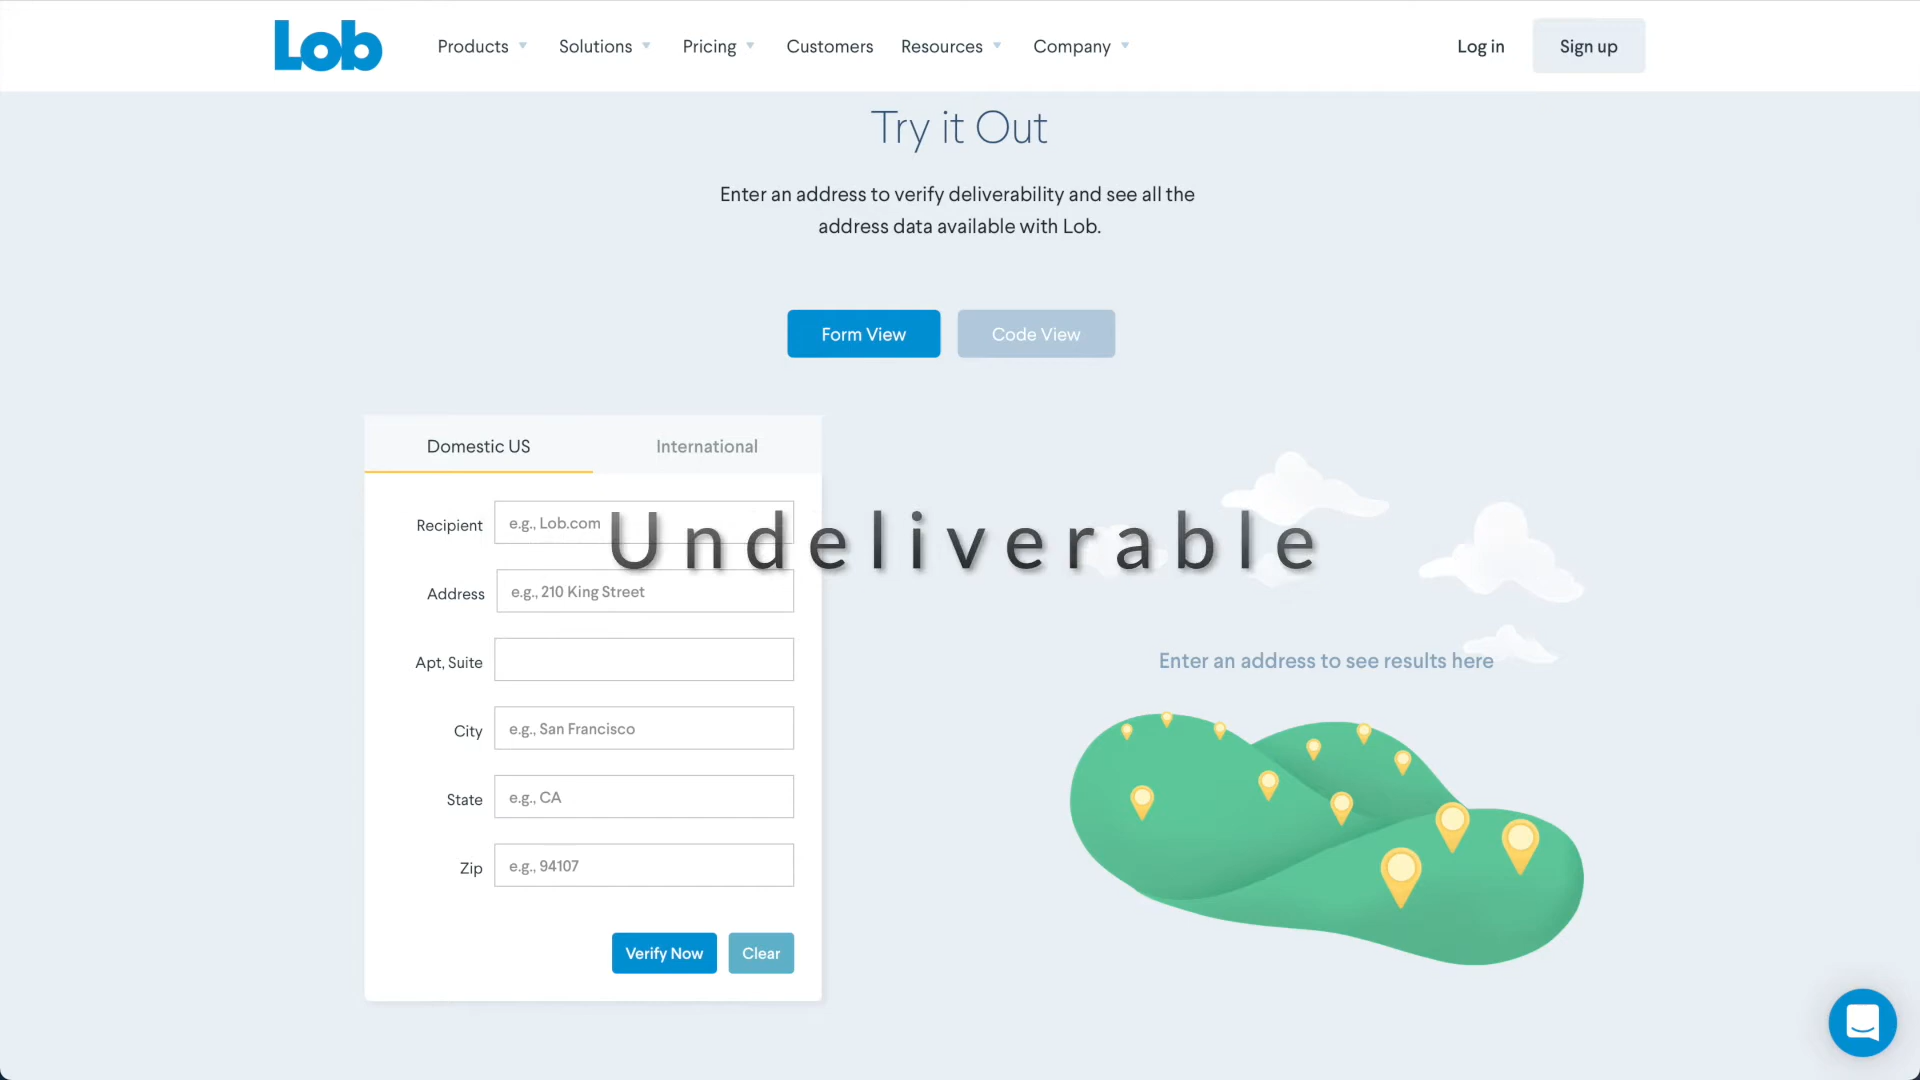 Lob
Products
Solutions
Pricing
Customers
Resources
Company
Log in
Sign up
Try it Out
Enter an address to verify deliverability and see all the
address data available with Lob.
Form View
Code View
Domestic US
International
Recipient
e.g., Lob.com
Undeliverable
Address
e.g., 210 King Street
Apt, Suite
City
e.g., San Francisco
State
e.g., CA
Zip
e.g., 94107
Verify Now
Clear
Enter an address to see results here